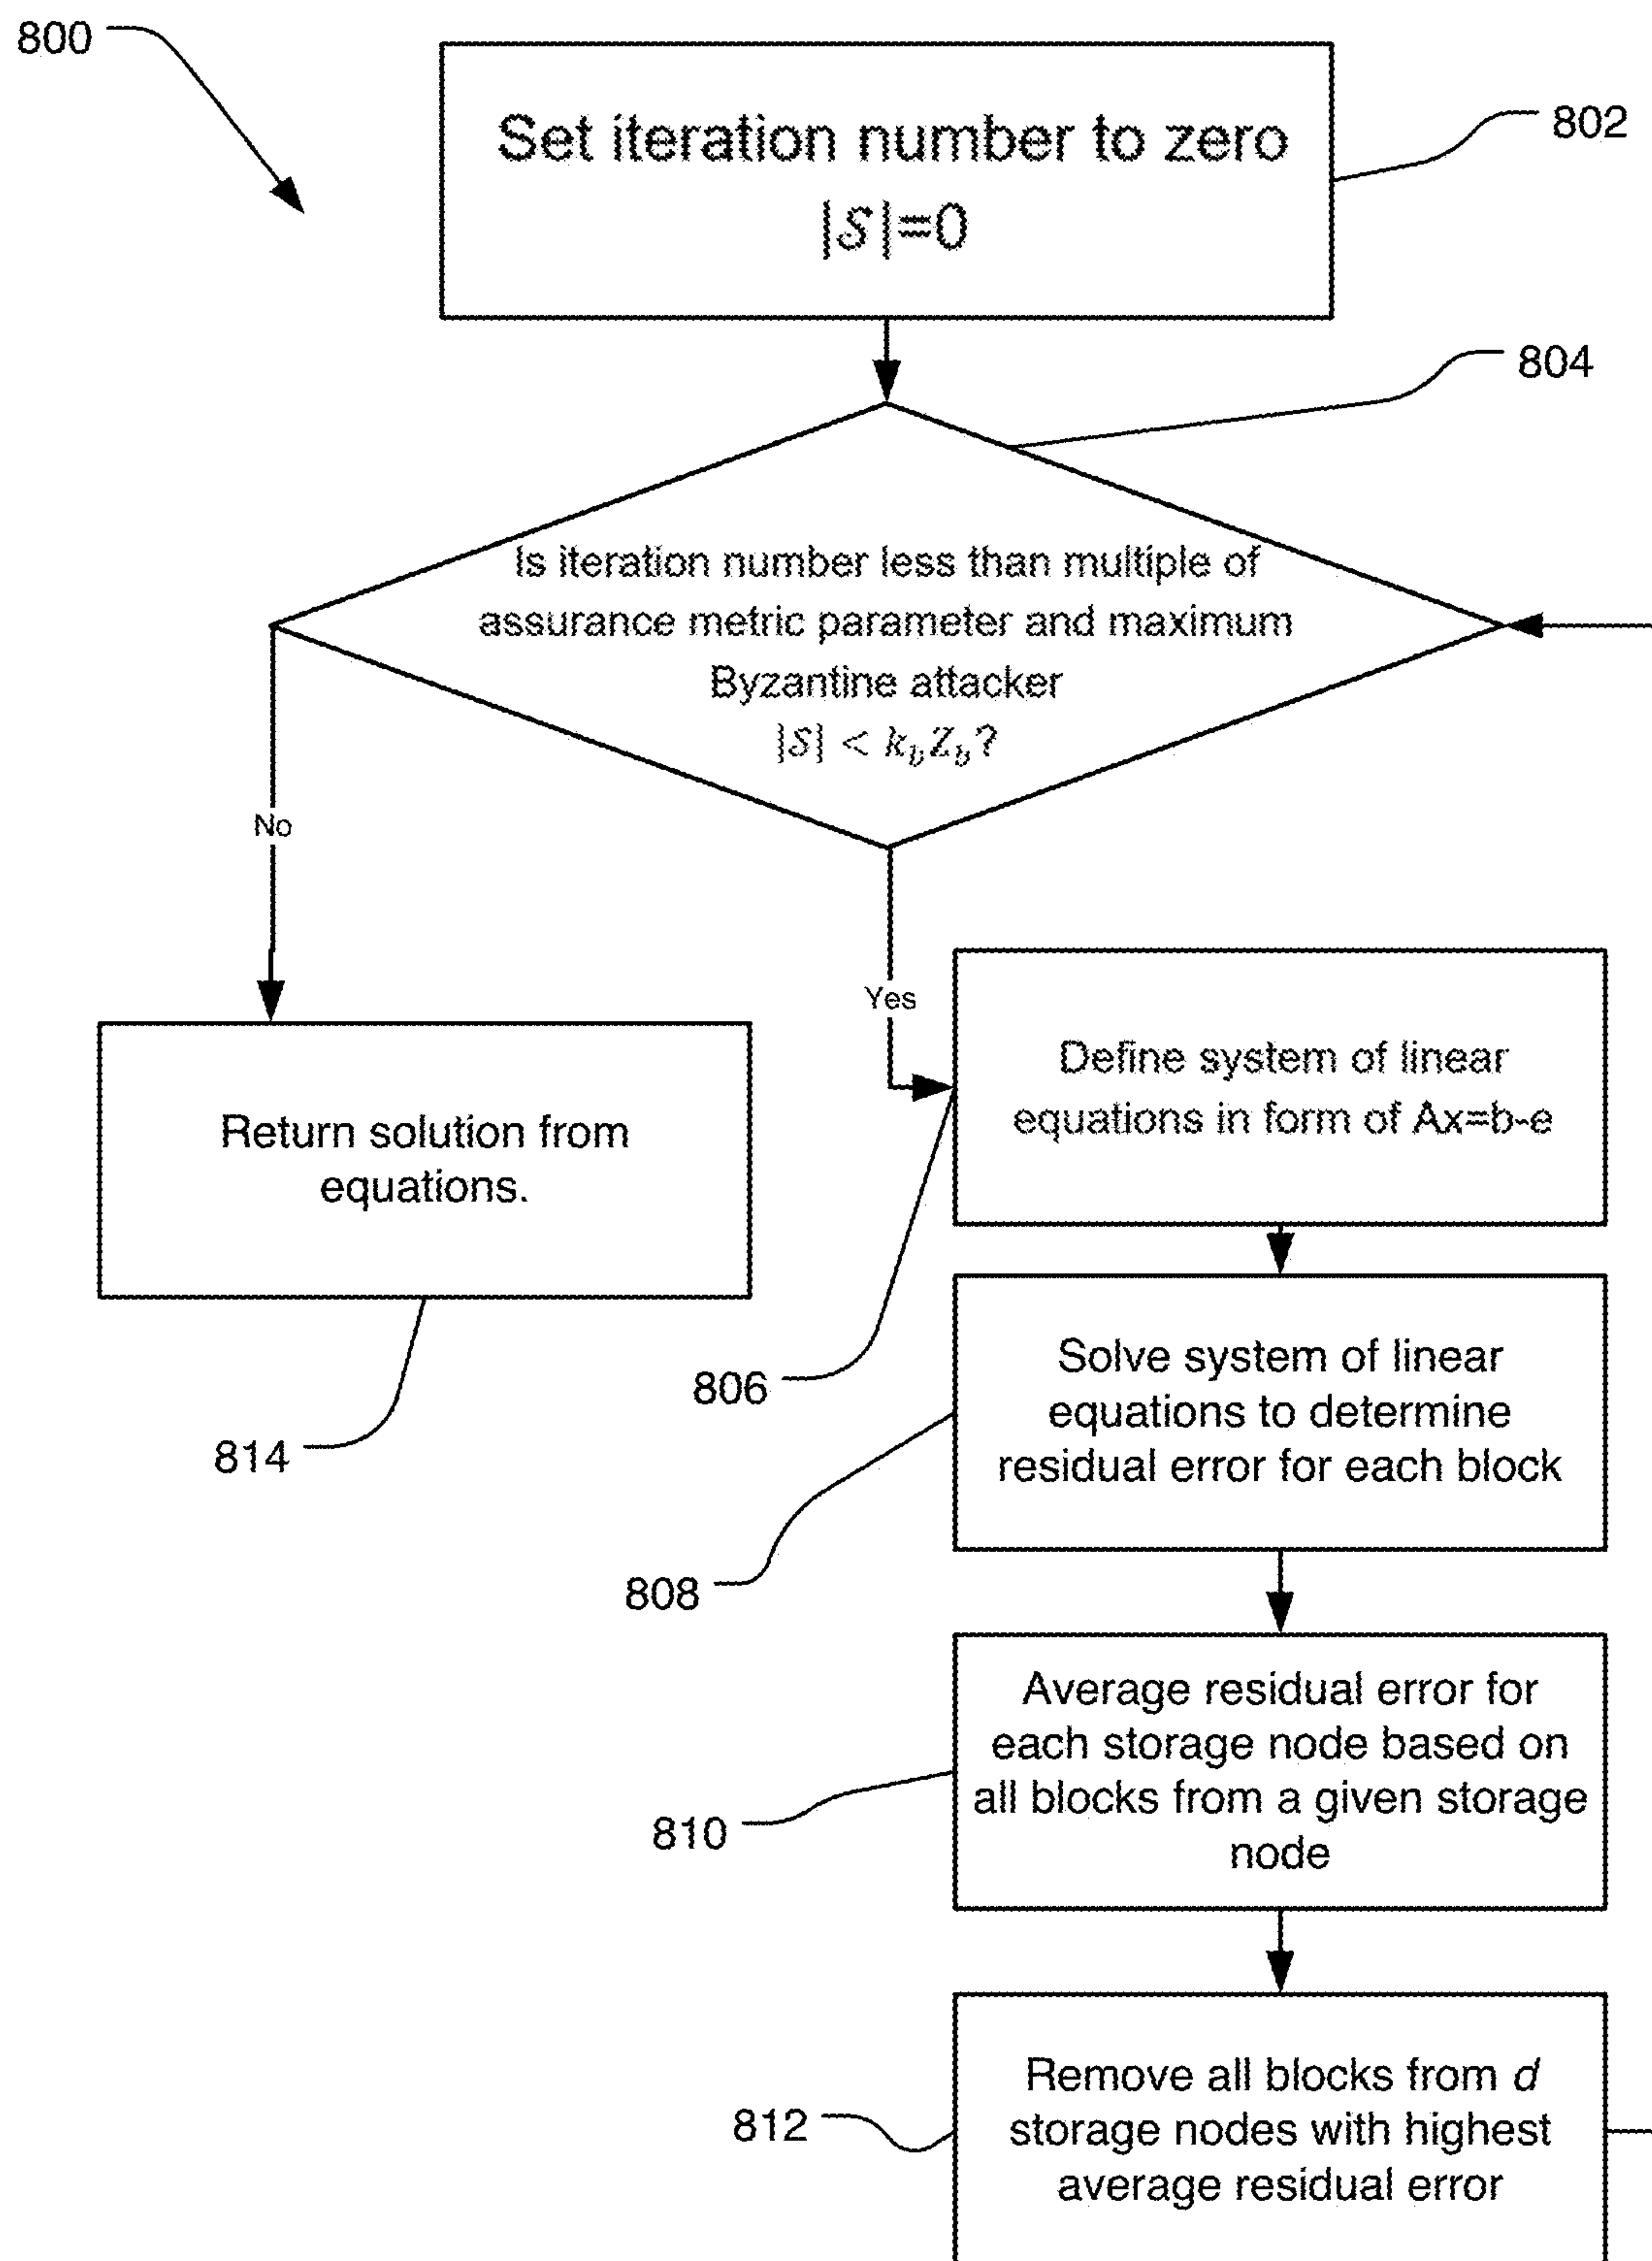 800
Set iteration number to zero
|𝒮|=0
802
804
Is iteration number less than multiple of
assurance metric parameter and maximum
Byzantine attacker
|𝒮| < k_b Z_b?
No
Yes
Define system of linear
equations in form of Ax=b-e
Return solution from
equations.
806
814
Solve system of linear
equations to determine
residual error for each block
808
Average residual error for
each storage node based on
all blocks from a given storage
node
810
Remove all blocks from d
storage nodes with highest
average residual error
812